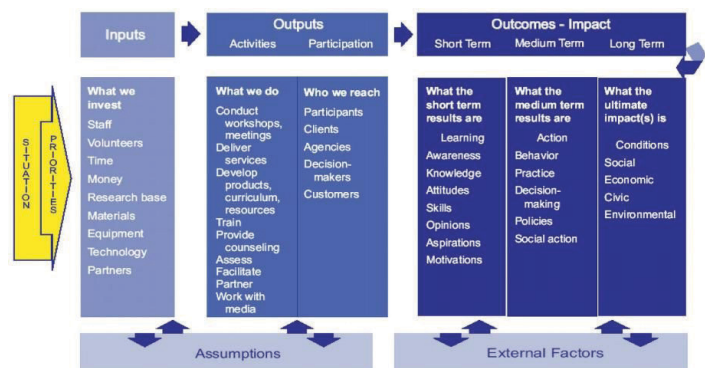 Inputs
Outputs
Activities
Participation
Outcomes - Impact
Short Term
Medium Term
Long Term
SITUATION
PRIORITIES
What we
invest
Staff
Volunteers
Time
Money
Research base
Materials
Equipment
Technology
Partners
What we do
Conduct
workshops,
meetings
Deliver
services
Develop
products,
curriculum,
resources
Train
Provide
counseling
Assess
Facilitate
Partner
Work with
media
Who we reach
Participants
Clients
Agencies
Decision-
makers
Customers
What the
short term
results are
Learning
Awareness
Knowledge
Attitudes
Skills
Opinions
Aspirations
Motivations
What the
medium term
results are
Action
Behavior
Practice
Decision-
making
Policies
Social action
What the
ultimate
impact(s) is
Conditions
Social
Economic
Civic
Environmental
Assumptions
External Factors